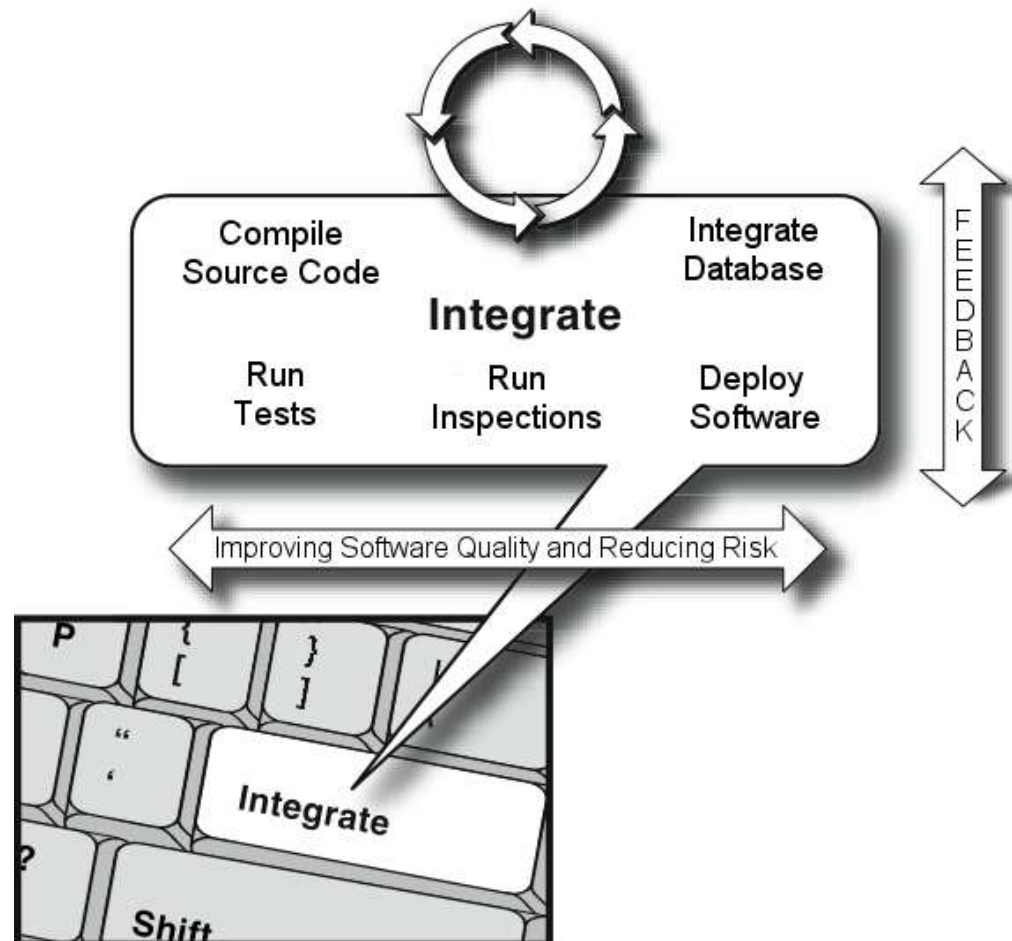 Compile
Source Code
Integrate
Database
Integrate
Run
Tests
Run
Inspections
Deploy
Software
FEEDBACK
Improving Software Quality and Reducing Risk
P
{
[
}
]
“
‘
Integrate
?
Shift